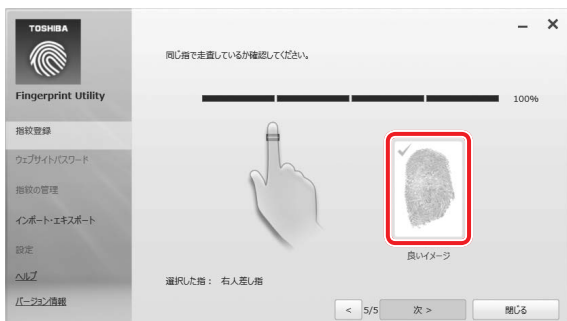 TOSHIBA
Fingerprint Utility
指紋登録
ウェブサイトパスワード
指紋の管理
インポート・エキスポート
設定
ヘルプ
バージョン情報
同じ指で走査しているか確認してください。
100%
良いイメージ
選択した指： 右人差し指
< 5/5 次 > 閉じる